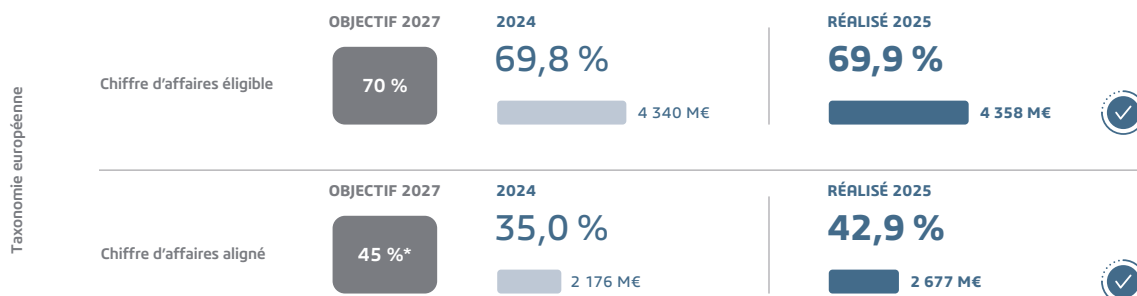 Taxonomie européenne
OBJECTIF 2027
2024
RÉALISÉ 2025
Chiffre d'affaires éligible
70 %
69,8 %
4 340 M€
69,9 %
4 358 M€
OBJECTIF 2027
2024
RÉALISÉ 2025
Chiffre d'affaires aligné
45 %*
35,0 %
2 176 M€
42,9 %
2 677 M€